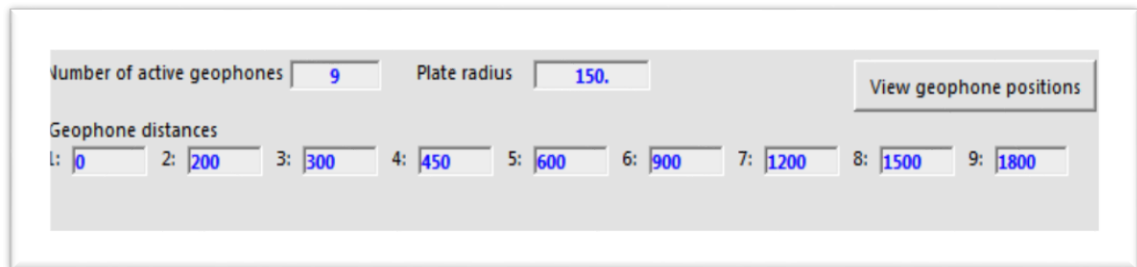 Number of active geophones 9 Plate radius 150. View geophone positions
Geophone distances
1: 0 2: 200 3: 300 4: 450 5: 600 6: 900 7: 1200 8: 1500 9: 1800